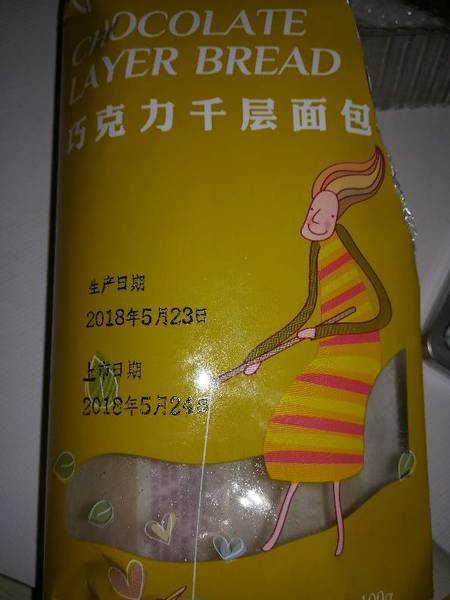 CHOCOLATE
LAYER BREAD
巧克力千层面包
生产日期
2018年5月23日
上市日期
2018年5月24日
100g